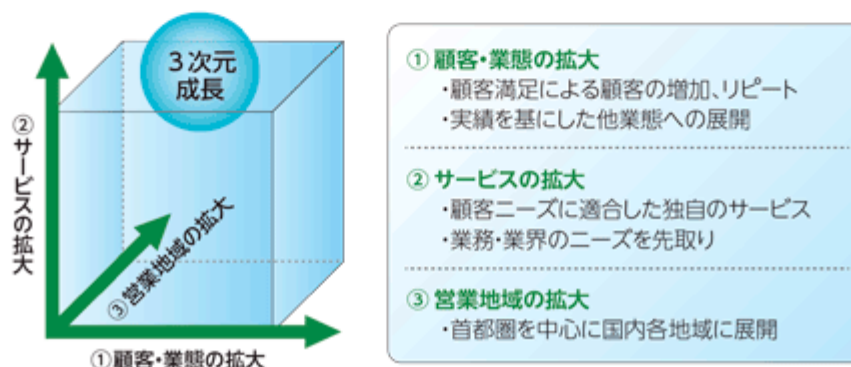 3次元
成長
②サービスの拡大
③営業地域の拡大
①顧客・業態の拡大
① 顧客・業態の拡大
・顧客満足による顧客の増加、リピート
・実績を基にした他業態への展開
② サービスの拡大
・顧客ニーズに適合した独自のサービス
・業務・業界のニーズを先取り
③ 営業地域の拡大
・首都圏を中心に国内各地域に展開